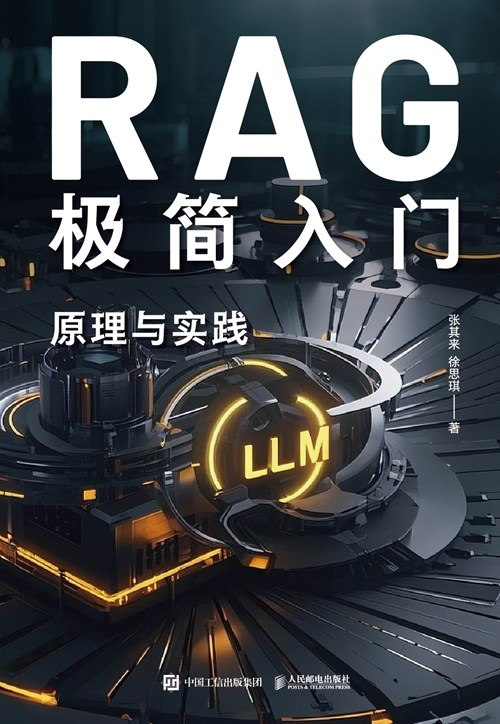 RAG
极简入门
原理与实践
张其来 徐思琪——著
LLM
中国工信出版集团
人民邮电出版社
POSTS & TELECOM PRESS